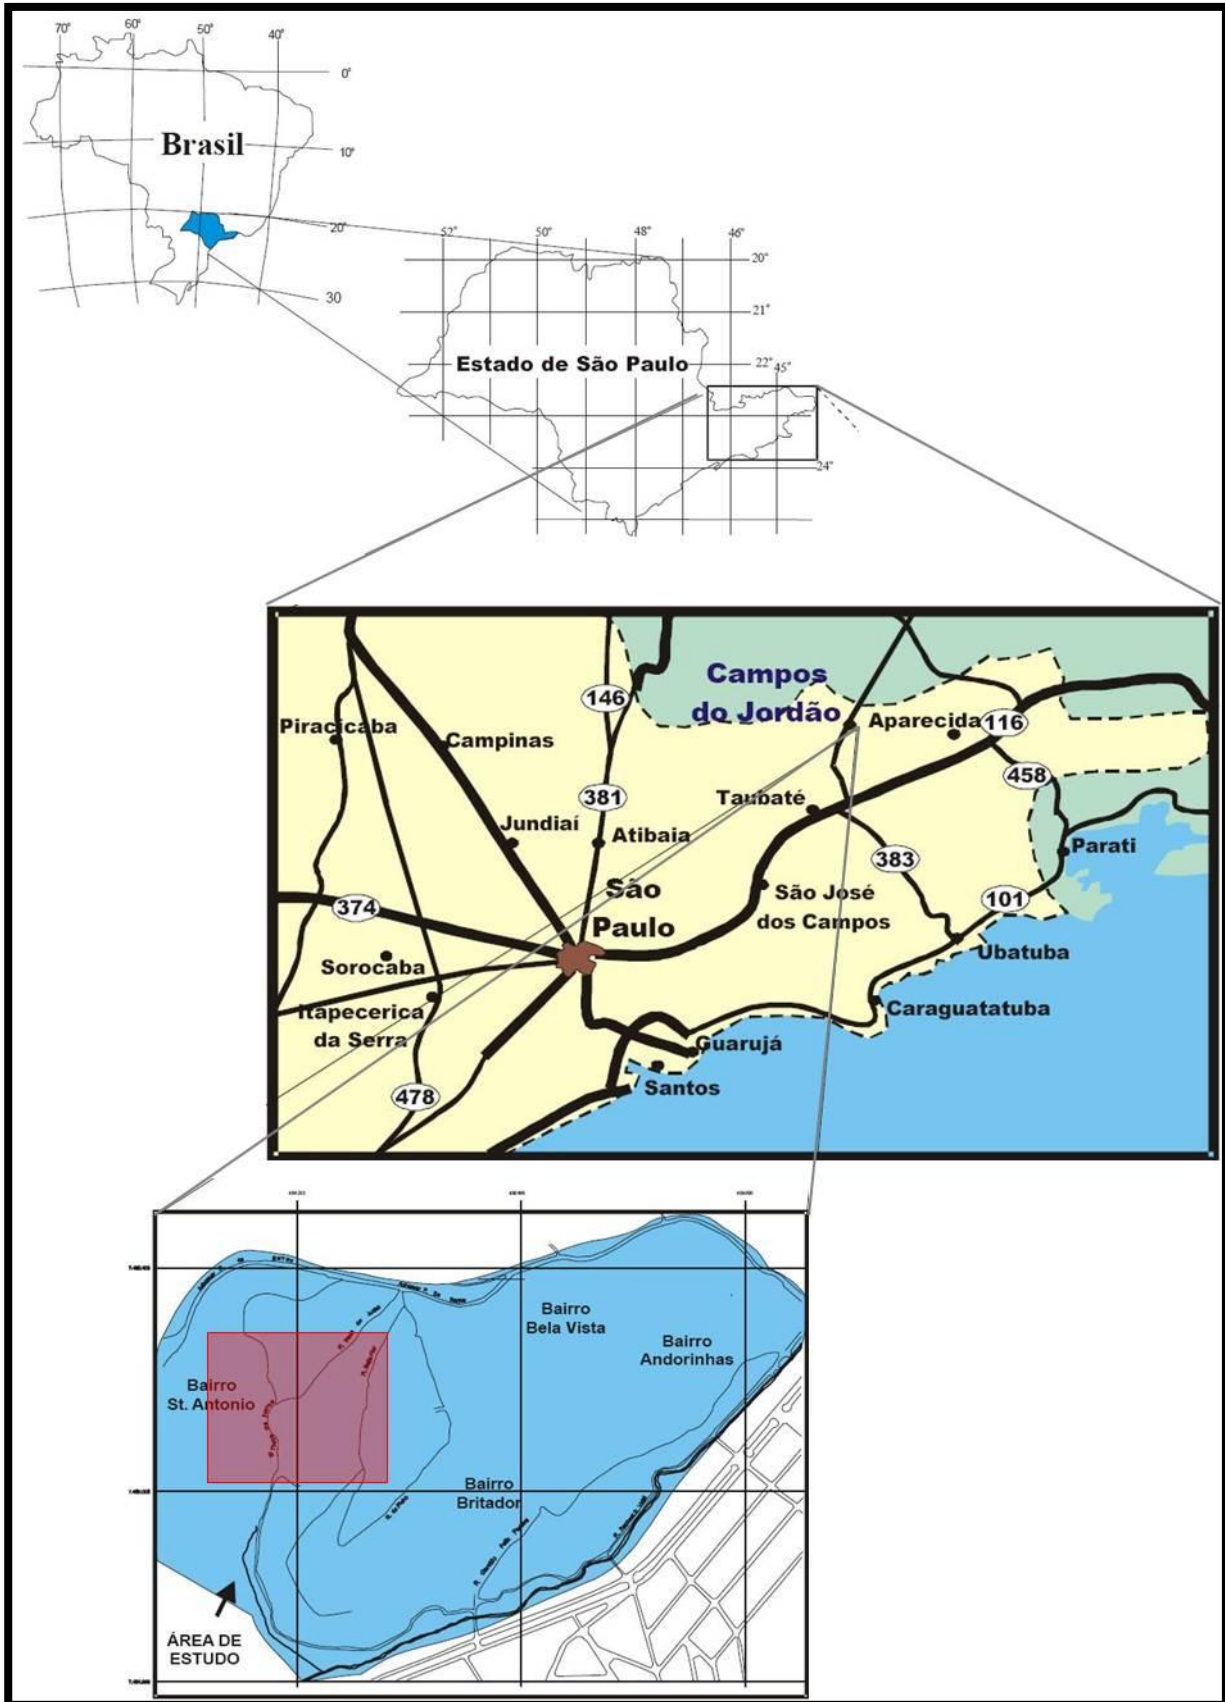 70°
60°
50°
40°
0°
Brasil
10°
20°
30
52°
50°
48°
46°
20°
21°
Estado de São Paulo
22°
45°
24°
Campos
do Jordão
146
Piracicaba
Campinas
Aparecida
116
458
381
Taubaté
Jundiaí
Atibaia
Parati
383
São
Paulo
São José
dos Campos
101
374
Sorocaba
Ubatuba
Itapecerica
da Serra
Caraguatatuba
Guarujá
Santos
478
Bairro
Bela Vista
Bairro
Andorinhas
Bairro
St. Antonio
Bairro
Britador
ÁREA DE
ESTUDO